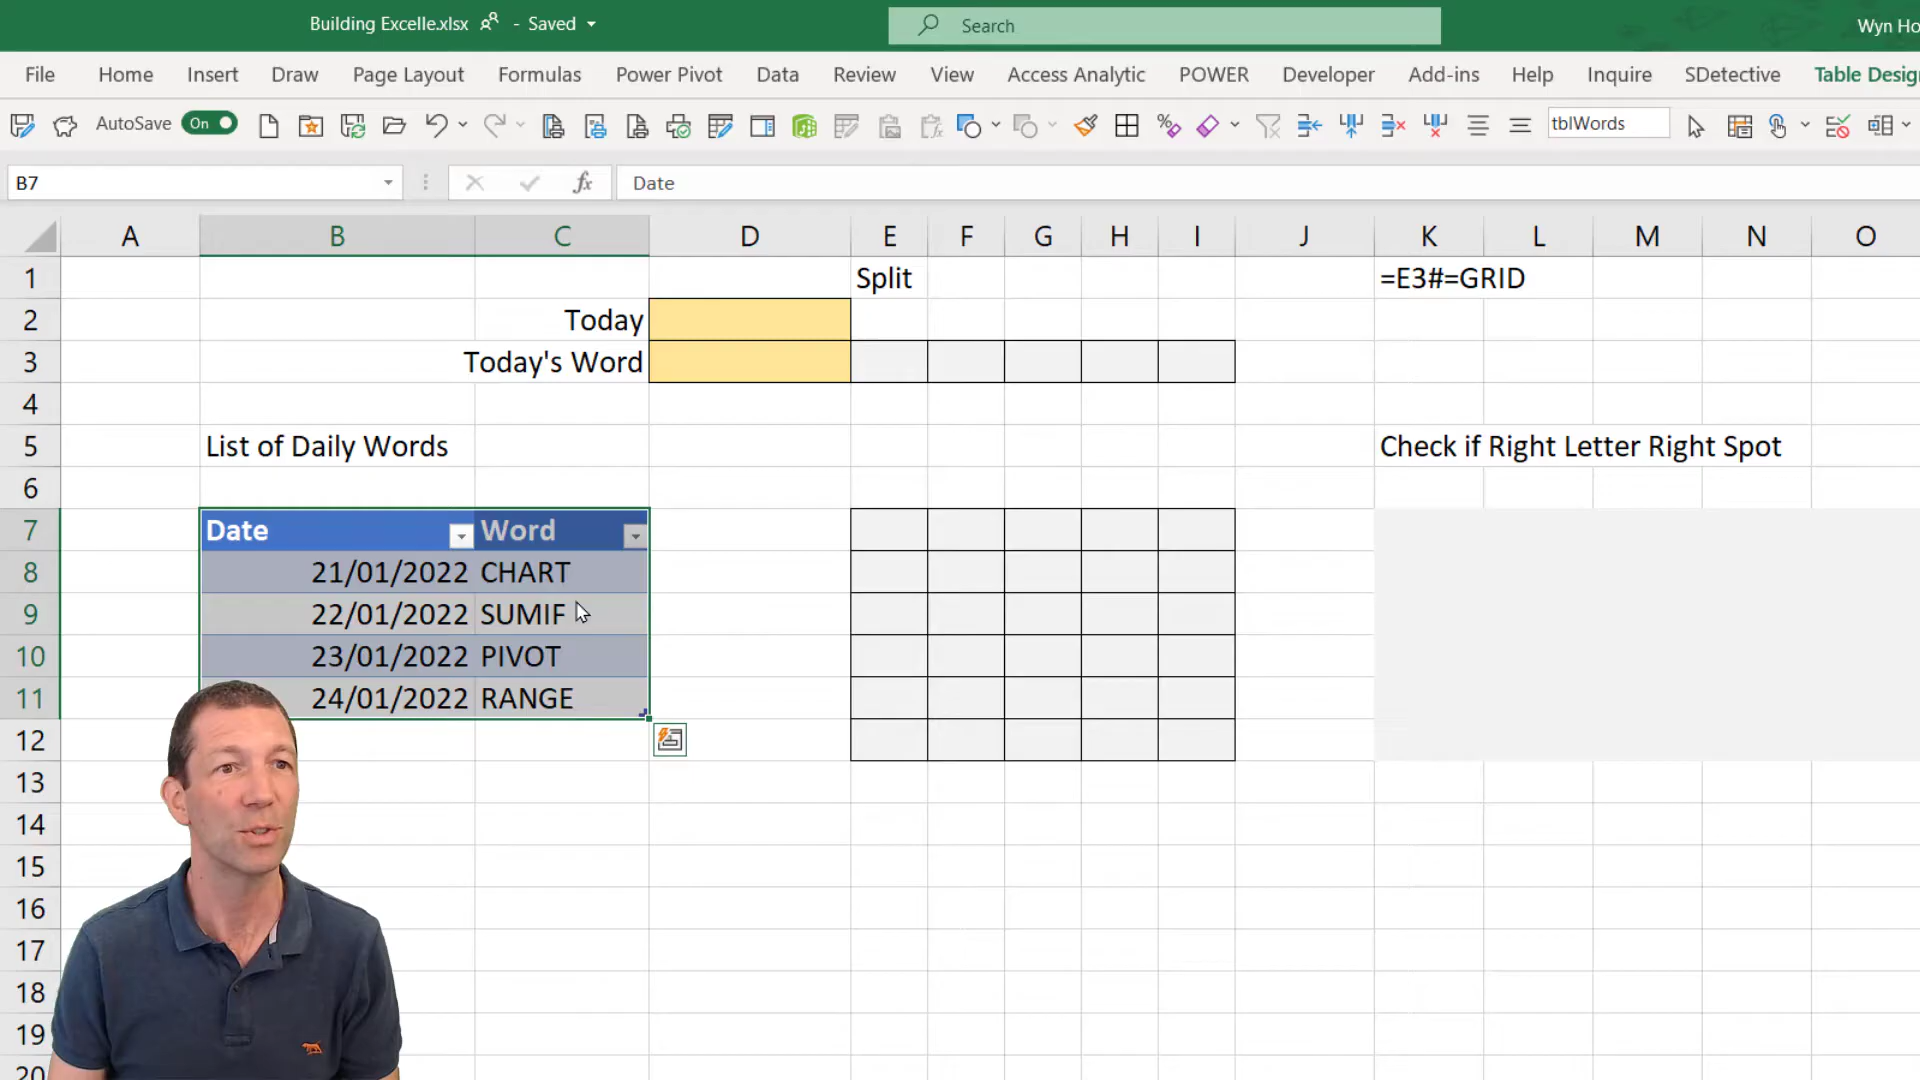 Building Excelle.xlsx - Saved
Search
Wyn Ho
File Home Insert Draw Page Layout Formulas Power Pivot Data Review View Access Analytic POWER Developer Add-ins Help Inquire SDetective Table Desig
AutoSave On tblWords
B7 fx Date
A B C D E F G H I J K L M N O
1 Split =E3#=GRID
2 Today
3 Today's Word
4
5 List of Daily Words Check if Right Letter Right Spot
6
7 Date Word
8 21/01/2022 CHART
9 22/01/2022 SUMIF
10 23/01/2022 PIVOT
11 24/01/2022 RANGE
12
13
14
15
16
17
18
19
20